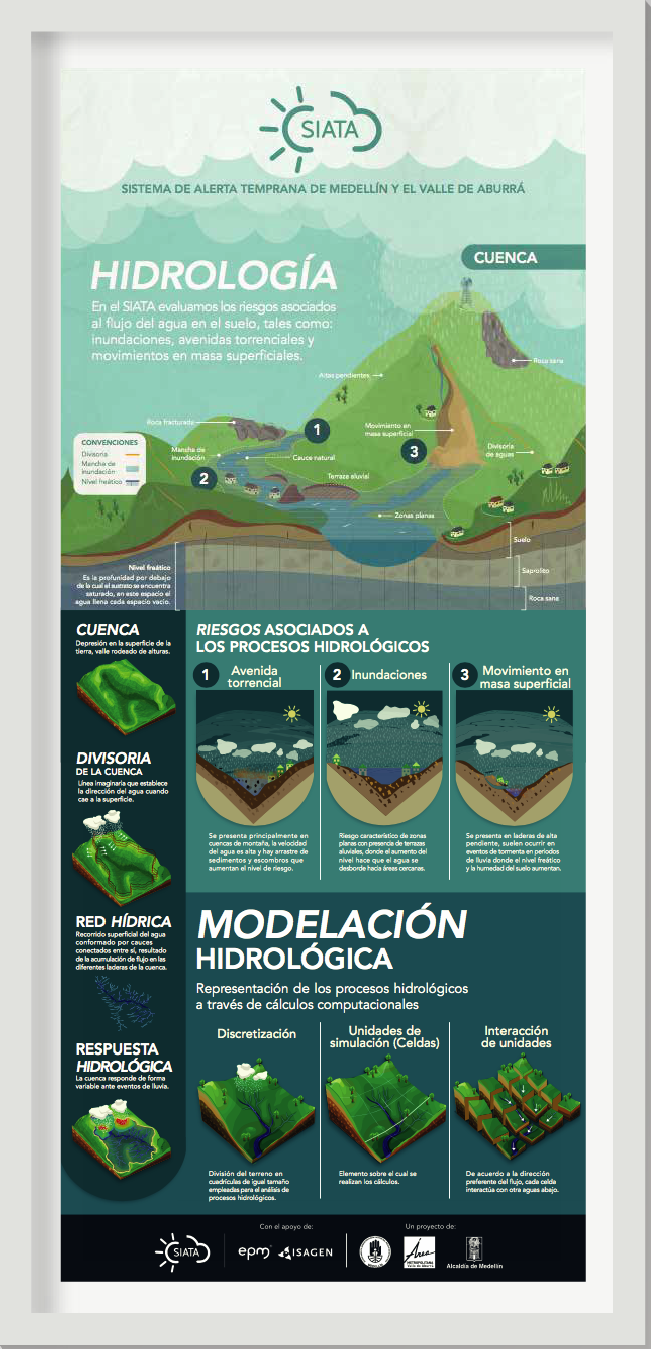 SIATA
SISTEMA DE ALERTA TEMPRANA DE MEDELLÍN Y EL VALLE DE ABURRÁ
CUENCA
HIDROLOGÍA
En el SIATA evaluamos los riesgos asociados
al flujo del agua en el suelo, tales como:
inundaciones, avenidas torrenciales y
movimientos en masa superficiales.
Roca sana
Altas pendientes
Roca fracturada
1
Movimiento en
masa superficial
3
CONVENCIONES
Divisoria
Mancha de
inundación
Nivel freático
Mancha de
inundación
2
Cauce natural
Divisoria
de aguas
Terraza aluvial
Zonas planas
Suelo
Saprolito
Roca sana
Nivel freático
Es la profundidad por debajo
de la cual el sustrato se encuentra
saturado, en este espacio el
agua llena cada espacio vacío.
CUENCA
Depresión en la superficie de la
tierra, valle rodeado de alturas.
DIVISORIA
DE LA CUENCA
Línea imaginaria que establece
la dirección del agua cuando
cae a la superficie.
RED HÍDRICA
Recorrido superficial del agua
conformado por cauces
conectados entre sí, resultado
de la acumulación de flujo en las
diferentes laderas de la cuenca.
RESPUESTA
HIDROLÓGICA
La cuenca responde de forma
variable ante eventos de lluvia.
RIESGOS ASOCIADOS A
LOS PROCESOS HIDROLÓGICOS
1 Avenida
torrencial
Se presenta principalmente en
cuencas de montaña, la velocidad
del agua es alta y hay arrastre de
sedimentos y escombros que
aumentan el nivel de riesgo.
2 Inundaciones
Riesgo característico de zonas
planas con presencia de terrazas
aluviales, donde el aumento del
nivel hace que el agua se
desborde hacia áreas cercanas.
3 Movimiento en
masa superficial
Se presenta en laderas de alta
pendiente, suelen ocurrir en
eventos de tormenta en periodos
de lluvia donde el nivel freático
y la humedad del suelo aumentan.
MODELACIÓN
HIDROLÓGICA
Representación de los procesos hidrológicos
a través de cálculos computacionales
Discretización
División del terreno en
cuadrículas de igual tamaño
empleadas para el análisis de
procesos hidrológicos.
Unidades de
simulación (Celdas)
Elemento sobre el cual se
realizan los cálculos.
Interacción
de unidades
De acuerdo a la dirección
preferente del flujo, cada celda
interactúa con otra aguas abajo.
Con el apoyo de:
Un proyecto de:
SIATA
epm
ISAGEN
Área
METROPOLITANA
Valle de Aburrá
Alcaldía de Medellín